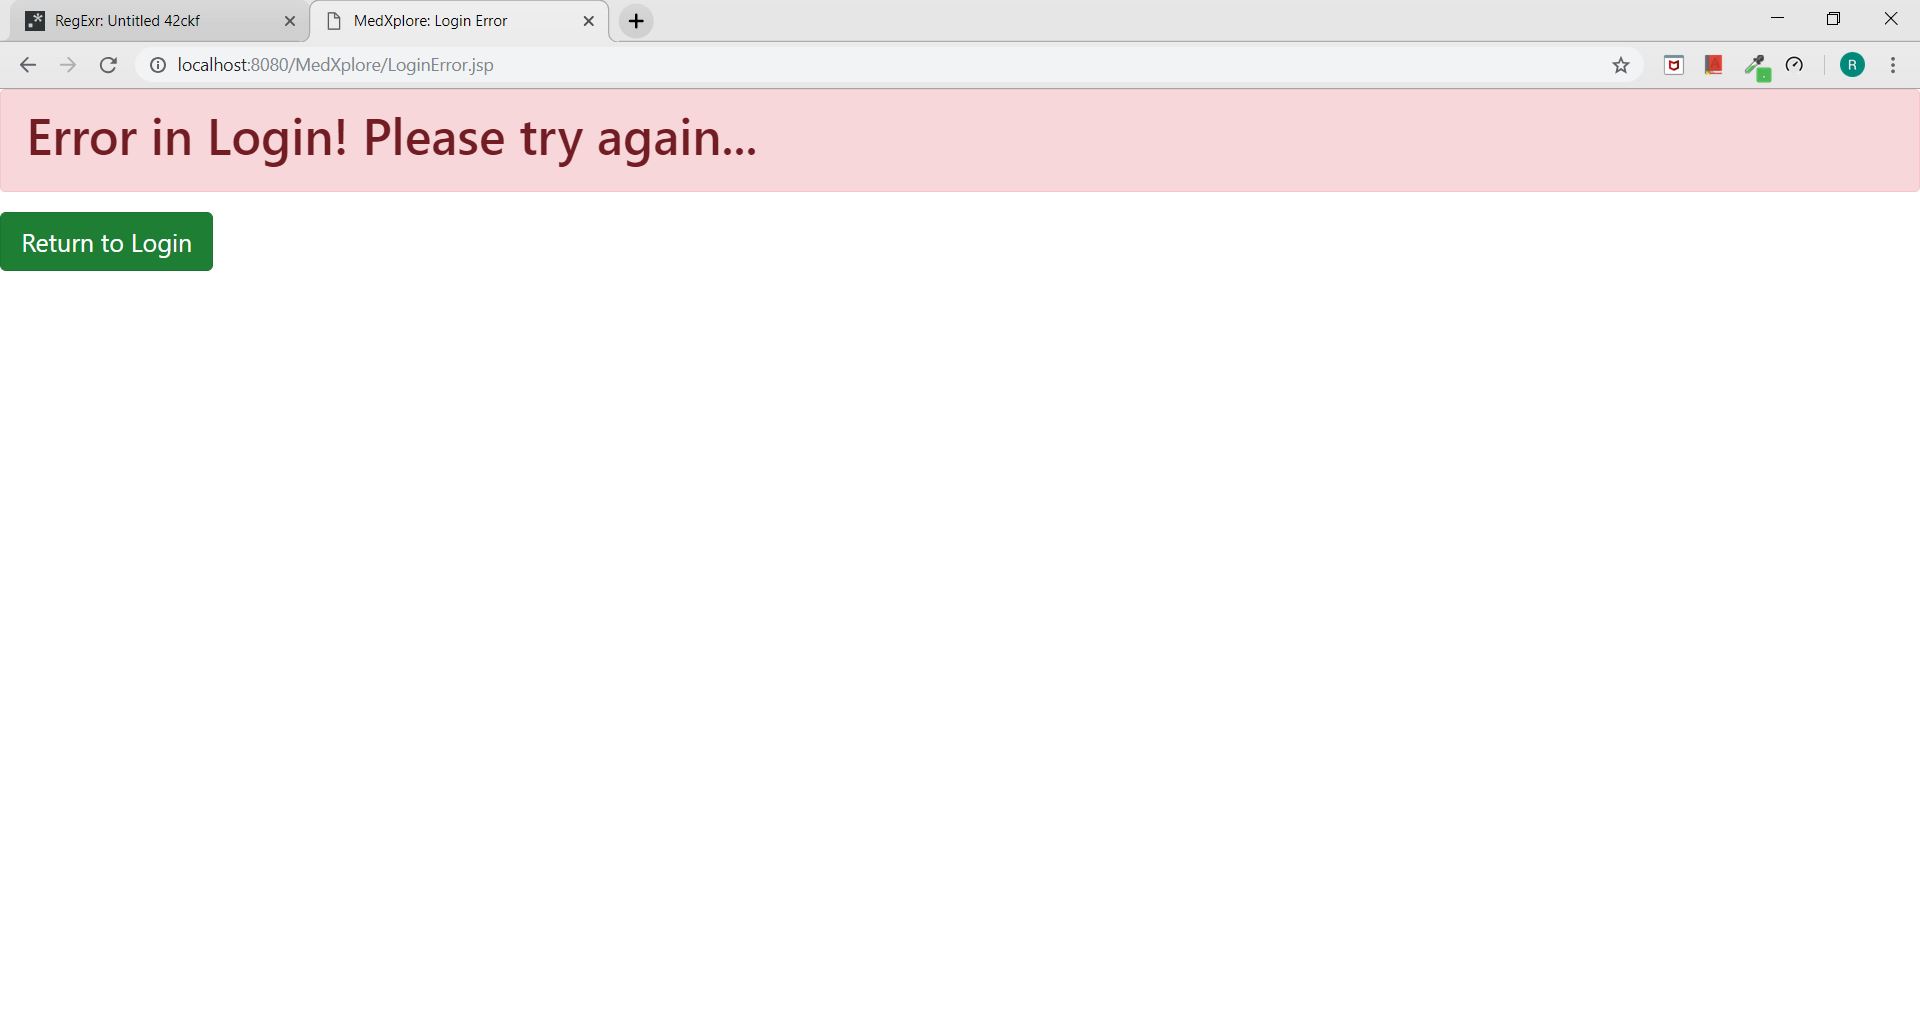 RegExr: Untitled 42ckf
MedXplore: Login Error
localhost:8080/MedXplore/LoginError.jsp
R
Error in Login! Please try again...
Return to Login